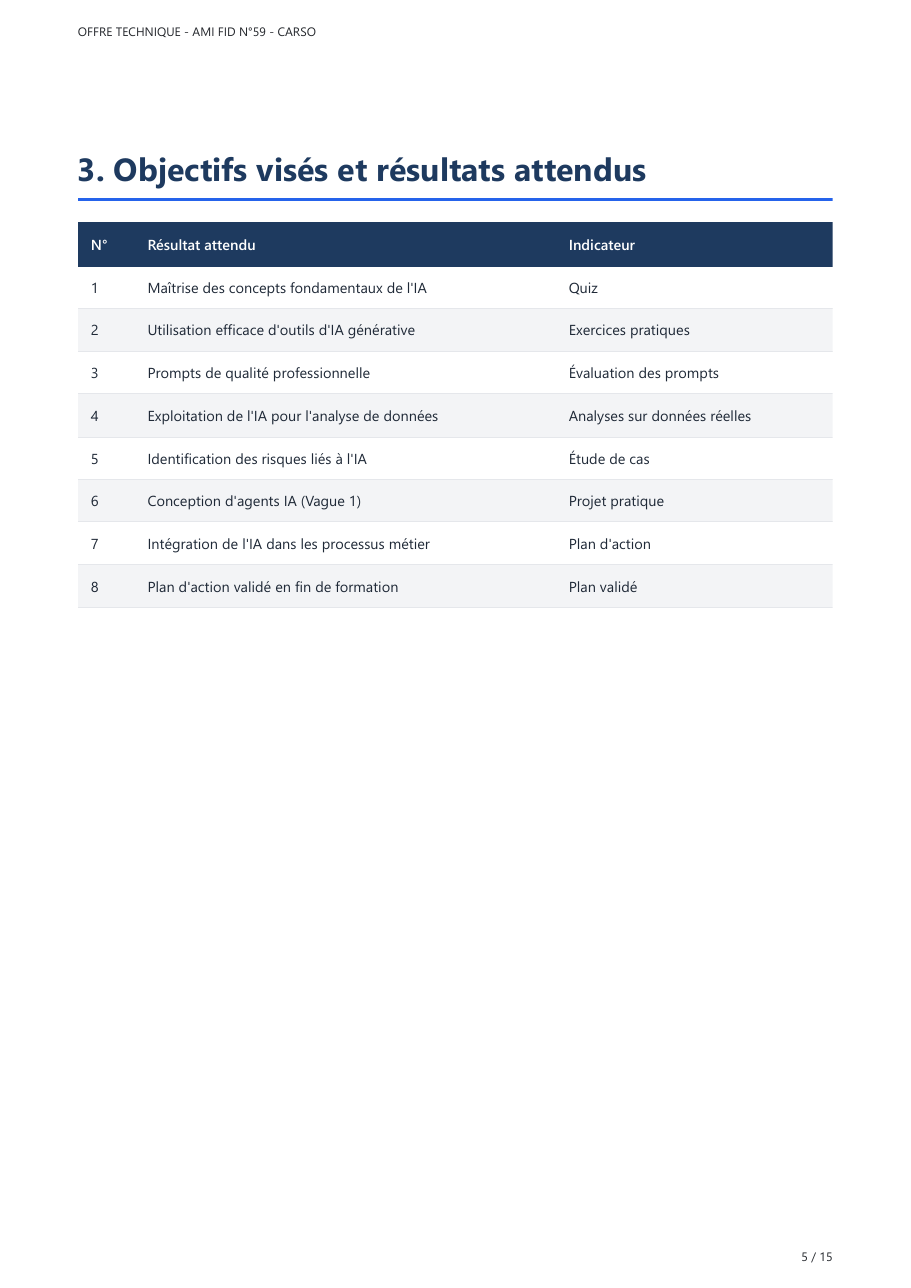 OFFRE TECHNIQUE - AMI FID N°59 - CARSO
3. Objectifs visés et résultats attendus
N° Résultat attendu Indicateur
1 Maîtrise des concepts fondamentaux de l'IA Quiz
2 Utilisation efficace d'outils d'IA générative Exercices pratiques
3 Prompts de qualité professionnelle Évaluation des prompts
4 Exploitation de l'IA pour l'analyse de données Analyses sur données réelles
5 Identification des risques liés à l'IA Étude de cas
6 Conception d'agents IA (Vague 1) Projet pratique
7 Intégration de l'IA dans les processus métier Plan d'action
8 Plan d'action validé en fin de formation Plan validé
5 / 15